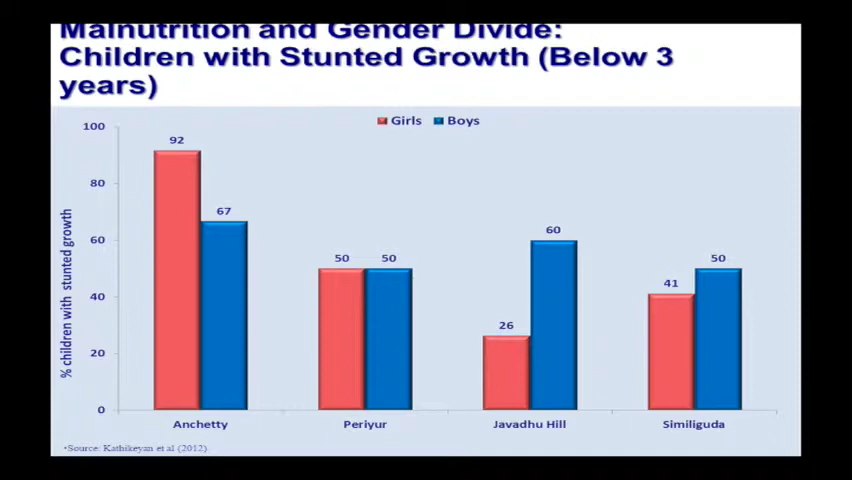 Malnutrition and Gender Divide:
Children with Stunted Growth (Below 3
years)
Girls Boys
100
80
60
40
20
0
% children with stunted growth
92
67
50
50
26
60
41
50
Anchetty
Periyur
Javadhu Hill
Similiguda
•Source: Kathikeyan et al (2012)